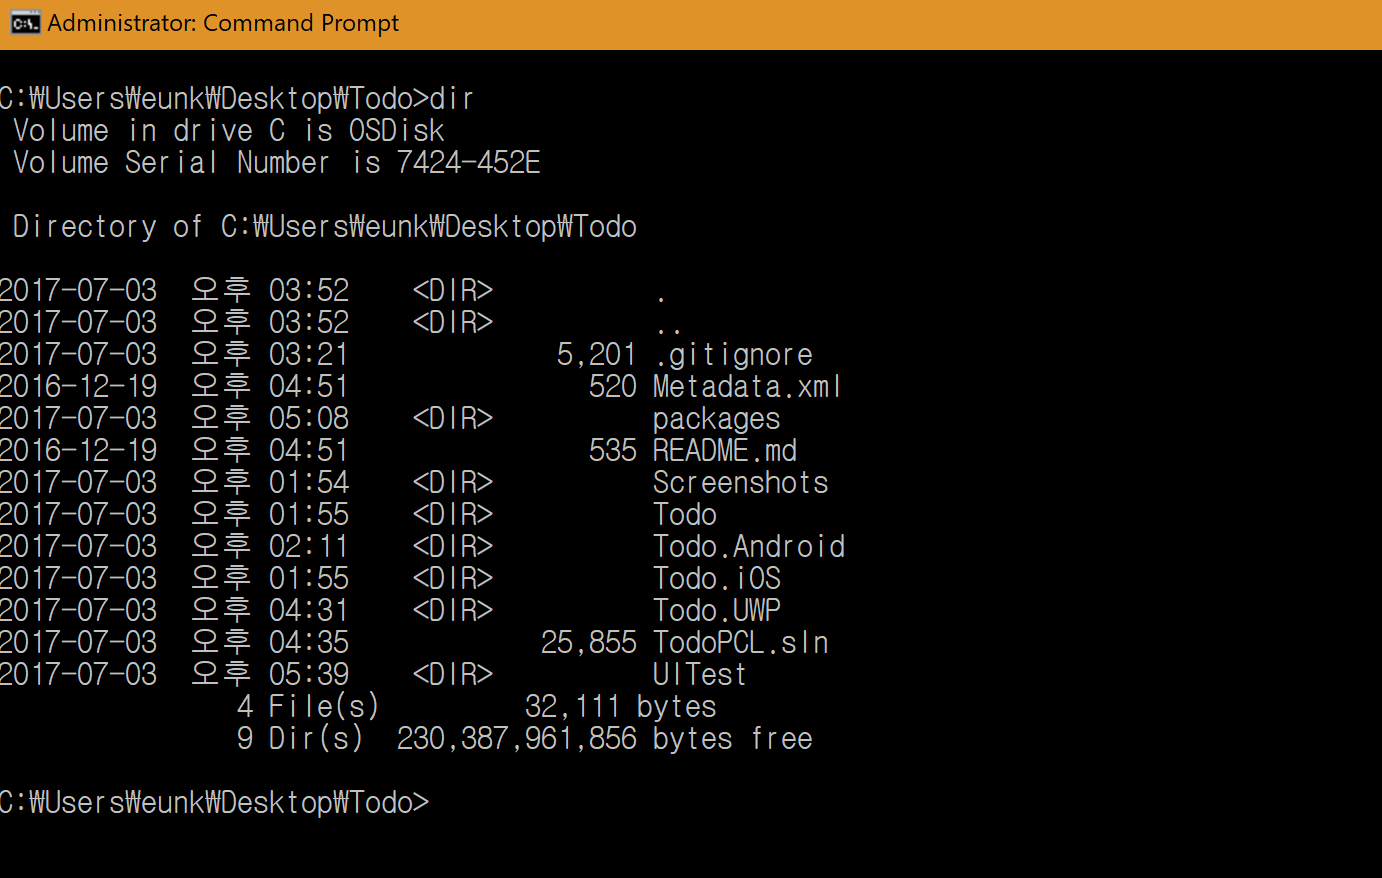 Administrator: Command Prompt
C:₩Users₩eunk₩Desktop₩Todo>dir
Volume in drive C is OSDisk
Volume Serial Number is 7424-452E
Directory of C:₩Users₩eunk₩Desktop₩Todo
2017-07-03 오후 03:52 <DIR> .
2017-07-03 오후 03:52 <DIR> ..
2017-07-03 오후 03:21 5,201 .gitignore
2016-12-19 오후 04:51 520 Metadata.xml
2017-07-03 오후 05:08 <DIR> packages
2016-12-19 오후 04:51 535 README.md
2017-07-03 오후 01:54 <DIR> Screenshots
2017-07-03 오후 01:55 <DIR> Todo
2017-07-03 오후 02:11 <DIR> Todo.Android
2017-07-03 오후 01:55 <DIR> Todo.iOS
2017-07-03 오후 04:31 <DIR> Todo.UWP
2017-07-03 오후 04:35 25,855 TodoPCL.sln
2017-07-03 오후 05:39 <DIR> UITest
4 File(s) 32,111 bytes
9 Dir(s) 230,387,961,856 bytes free
C:₩Users₩eunk₩Desktop₩Todo>